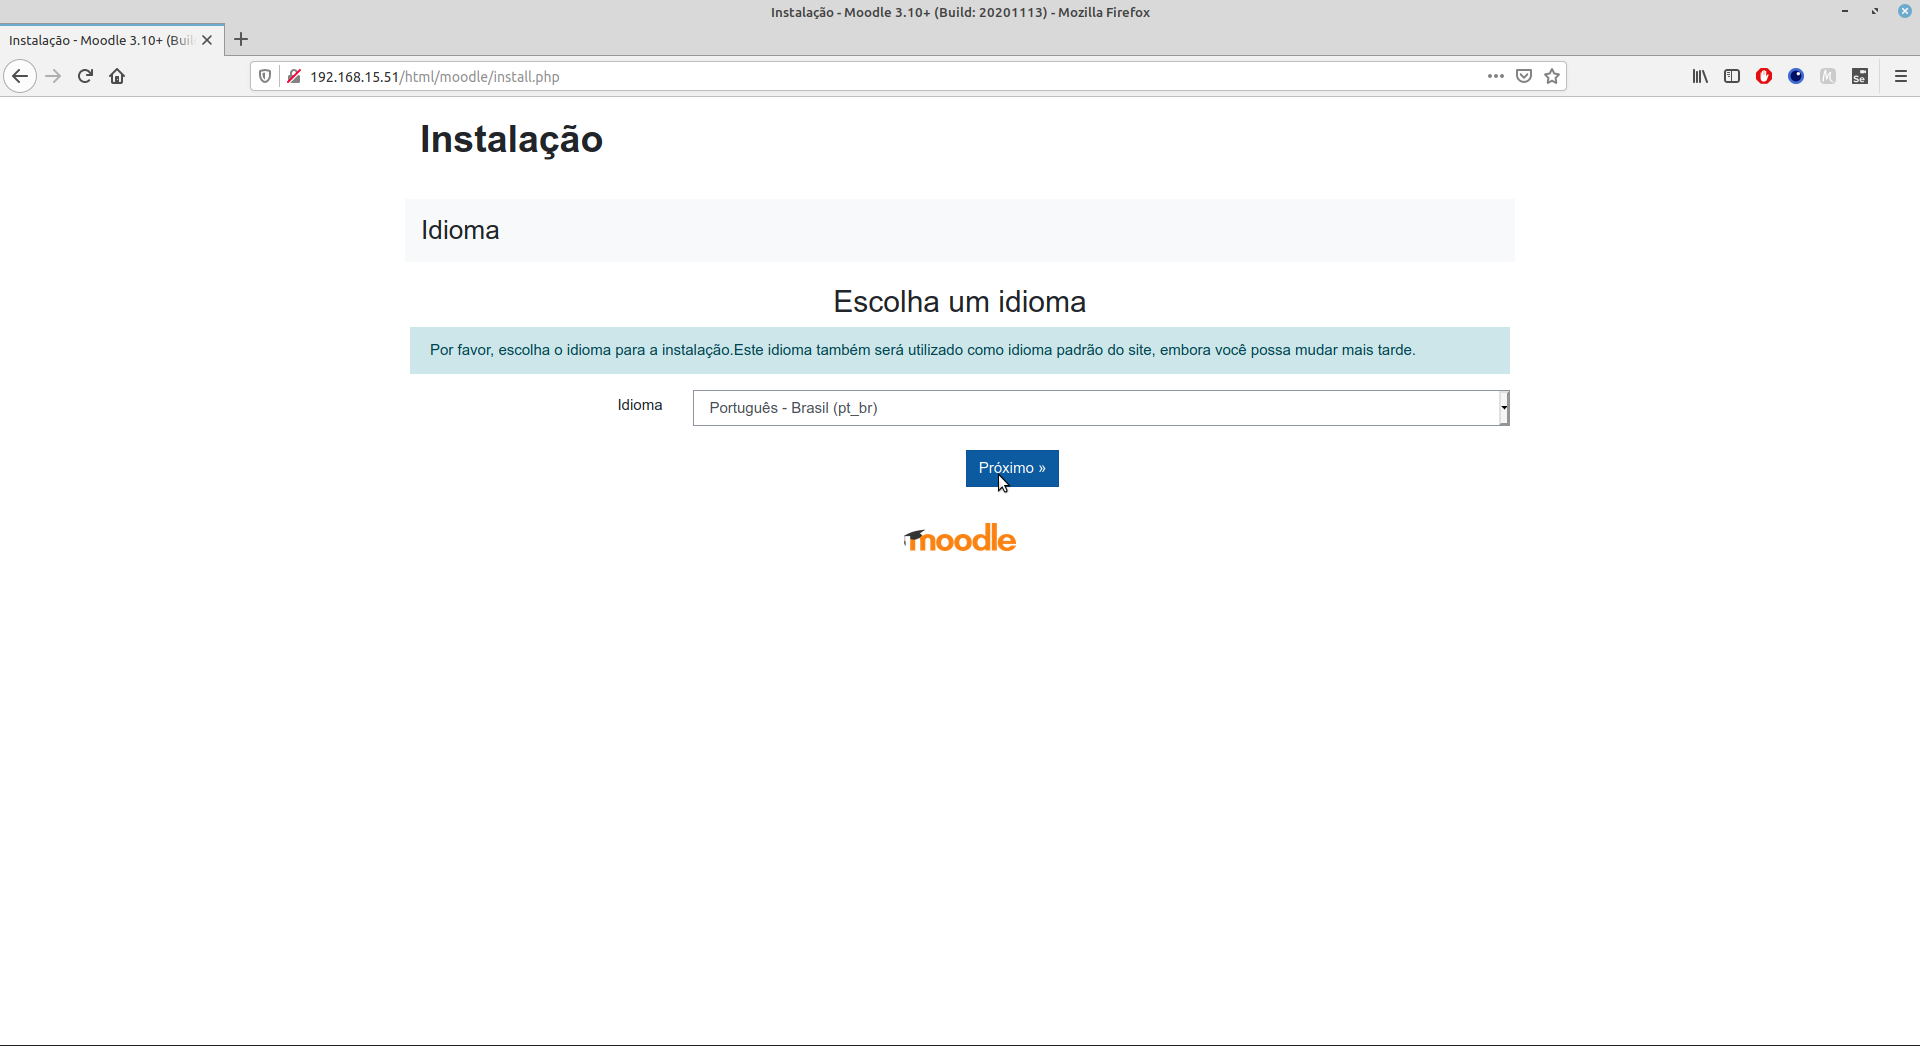 Instalação - Moodle 3.10+ (Build: 20201113) - Mozilla Firefox
Instalação - Moodle 3.10+ (Buil
192.168.15.51/html/moodle/install.php
Se
Instalação
Idioma
Escolha um idioma
Por favor, escolha o idioma para a instalação.Este idioma também será utilizado como idioma padrão do site, embora você possa mudar mais tarde.
Idioma
Português - Brasil (pt_br)
Próximo »
moodle